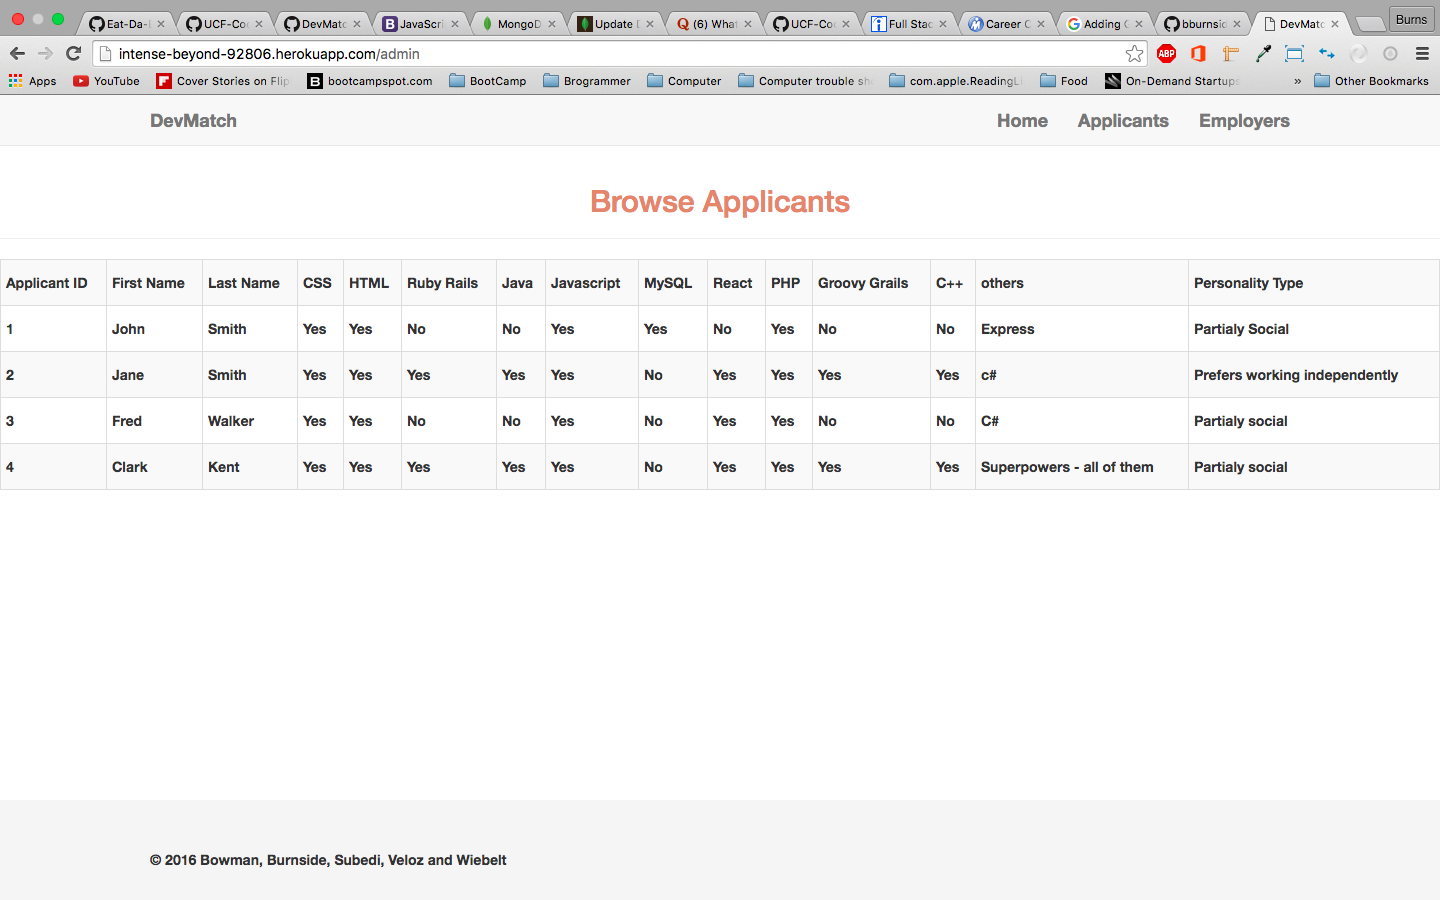 Eat-Da- UCF-Co DevMatc JavaScri MongoD Update (6) What UCF-Co Full Stac Career C Adding bburnsid DevMatc Burns
intense-beyond-92806.herokuapp.com/admin ABP
Apps YouTube Cover Stories on Flip B bootcampspot.com BootCamp Brogrammer Computer Computer trouble sh com.apple.ReadingL Food On-Demand Startups » Other Bookmarks
DevMatch Home Applicants Employers
Browse Applicants
Applicant ID First Name Last Name CSS HTML Ruby Rails Java Javascript MySQL React PHP Groovy Grails C++ others Personality Type
1 John Smith Yes Yes No No Yes Yes No Yes No No Express Partialy Social
2 Jane Smith Yes Yes Yes Yes Yes No Yes Yes Yes Yes c# Prefers working independently
3 Fred Walker Yes Yes No No Yes No Yes Yes No No C# Partialy social
4 Clark Kent Yes Yes Yes Yes Yes No Yes Yes Yes Yes Superpowers - all of them Partialy social
© 2016 Bowman, Burnside, Subedi, Veloz and Wiebelt